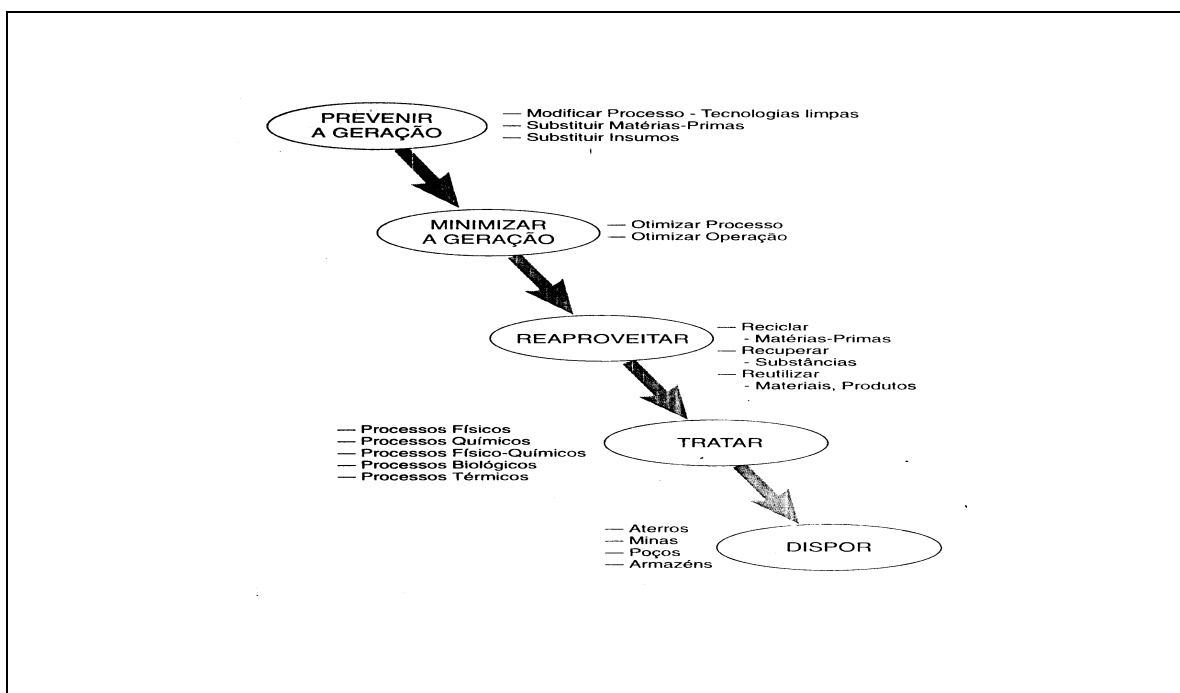 PREVENIR
A GERAÇÃO
— Modificar Processo - Tecnologias limpas
— Substituir Matérias-Primas
— Substituir Insumos
MINIMIZAR
A GERAÇÃO
— Otimizar Processo
— Otimizar Operação
REAPROVEITAR
— Reciclar
- Matérias-Primas
— Recuperar
- Substâncias
— Reutilizar
- Materiais, Produtos
— Processos Físicos
— Processos Químicos
— Processos Físico-Químicos
— Processos Biológicos
— Processos Térmicos
TRATAR
— Aterros
— Minas
— Poços
— Armazéns
DISPOR